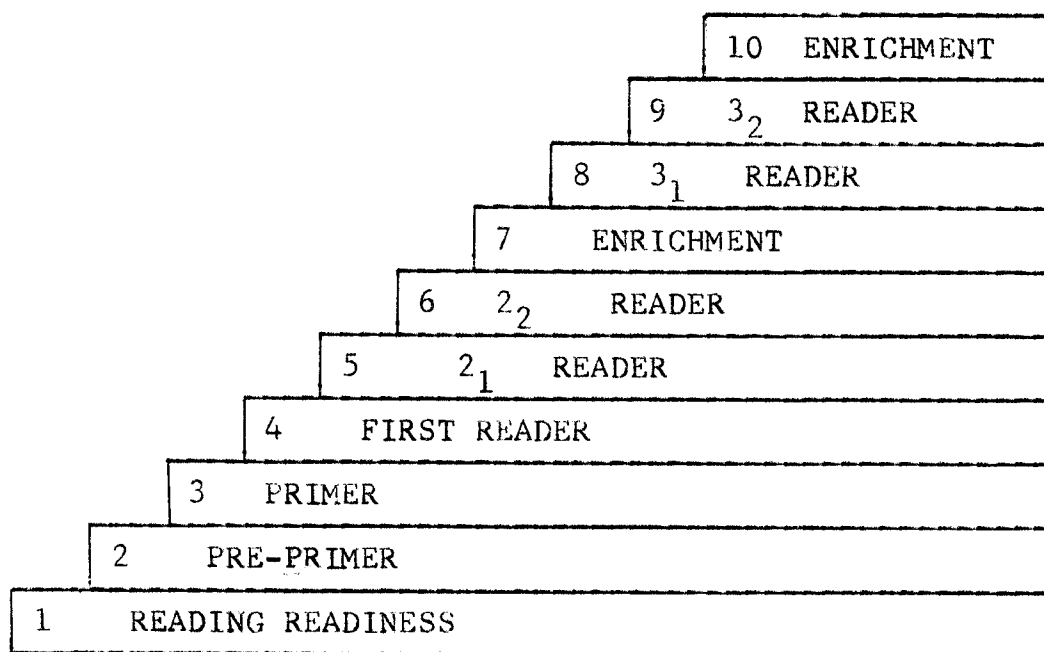 10 ENRICHMENT
9 3₂ READER
8 3₁ READER
7 ENRICHMENT
6 2₂ READER
5 2₁ READER
4 FIRST READER
3 PRIMER
2 PRE-PRIMER
1 READING READINESS